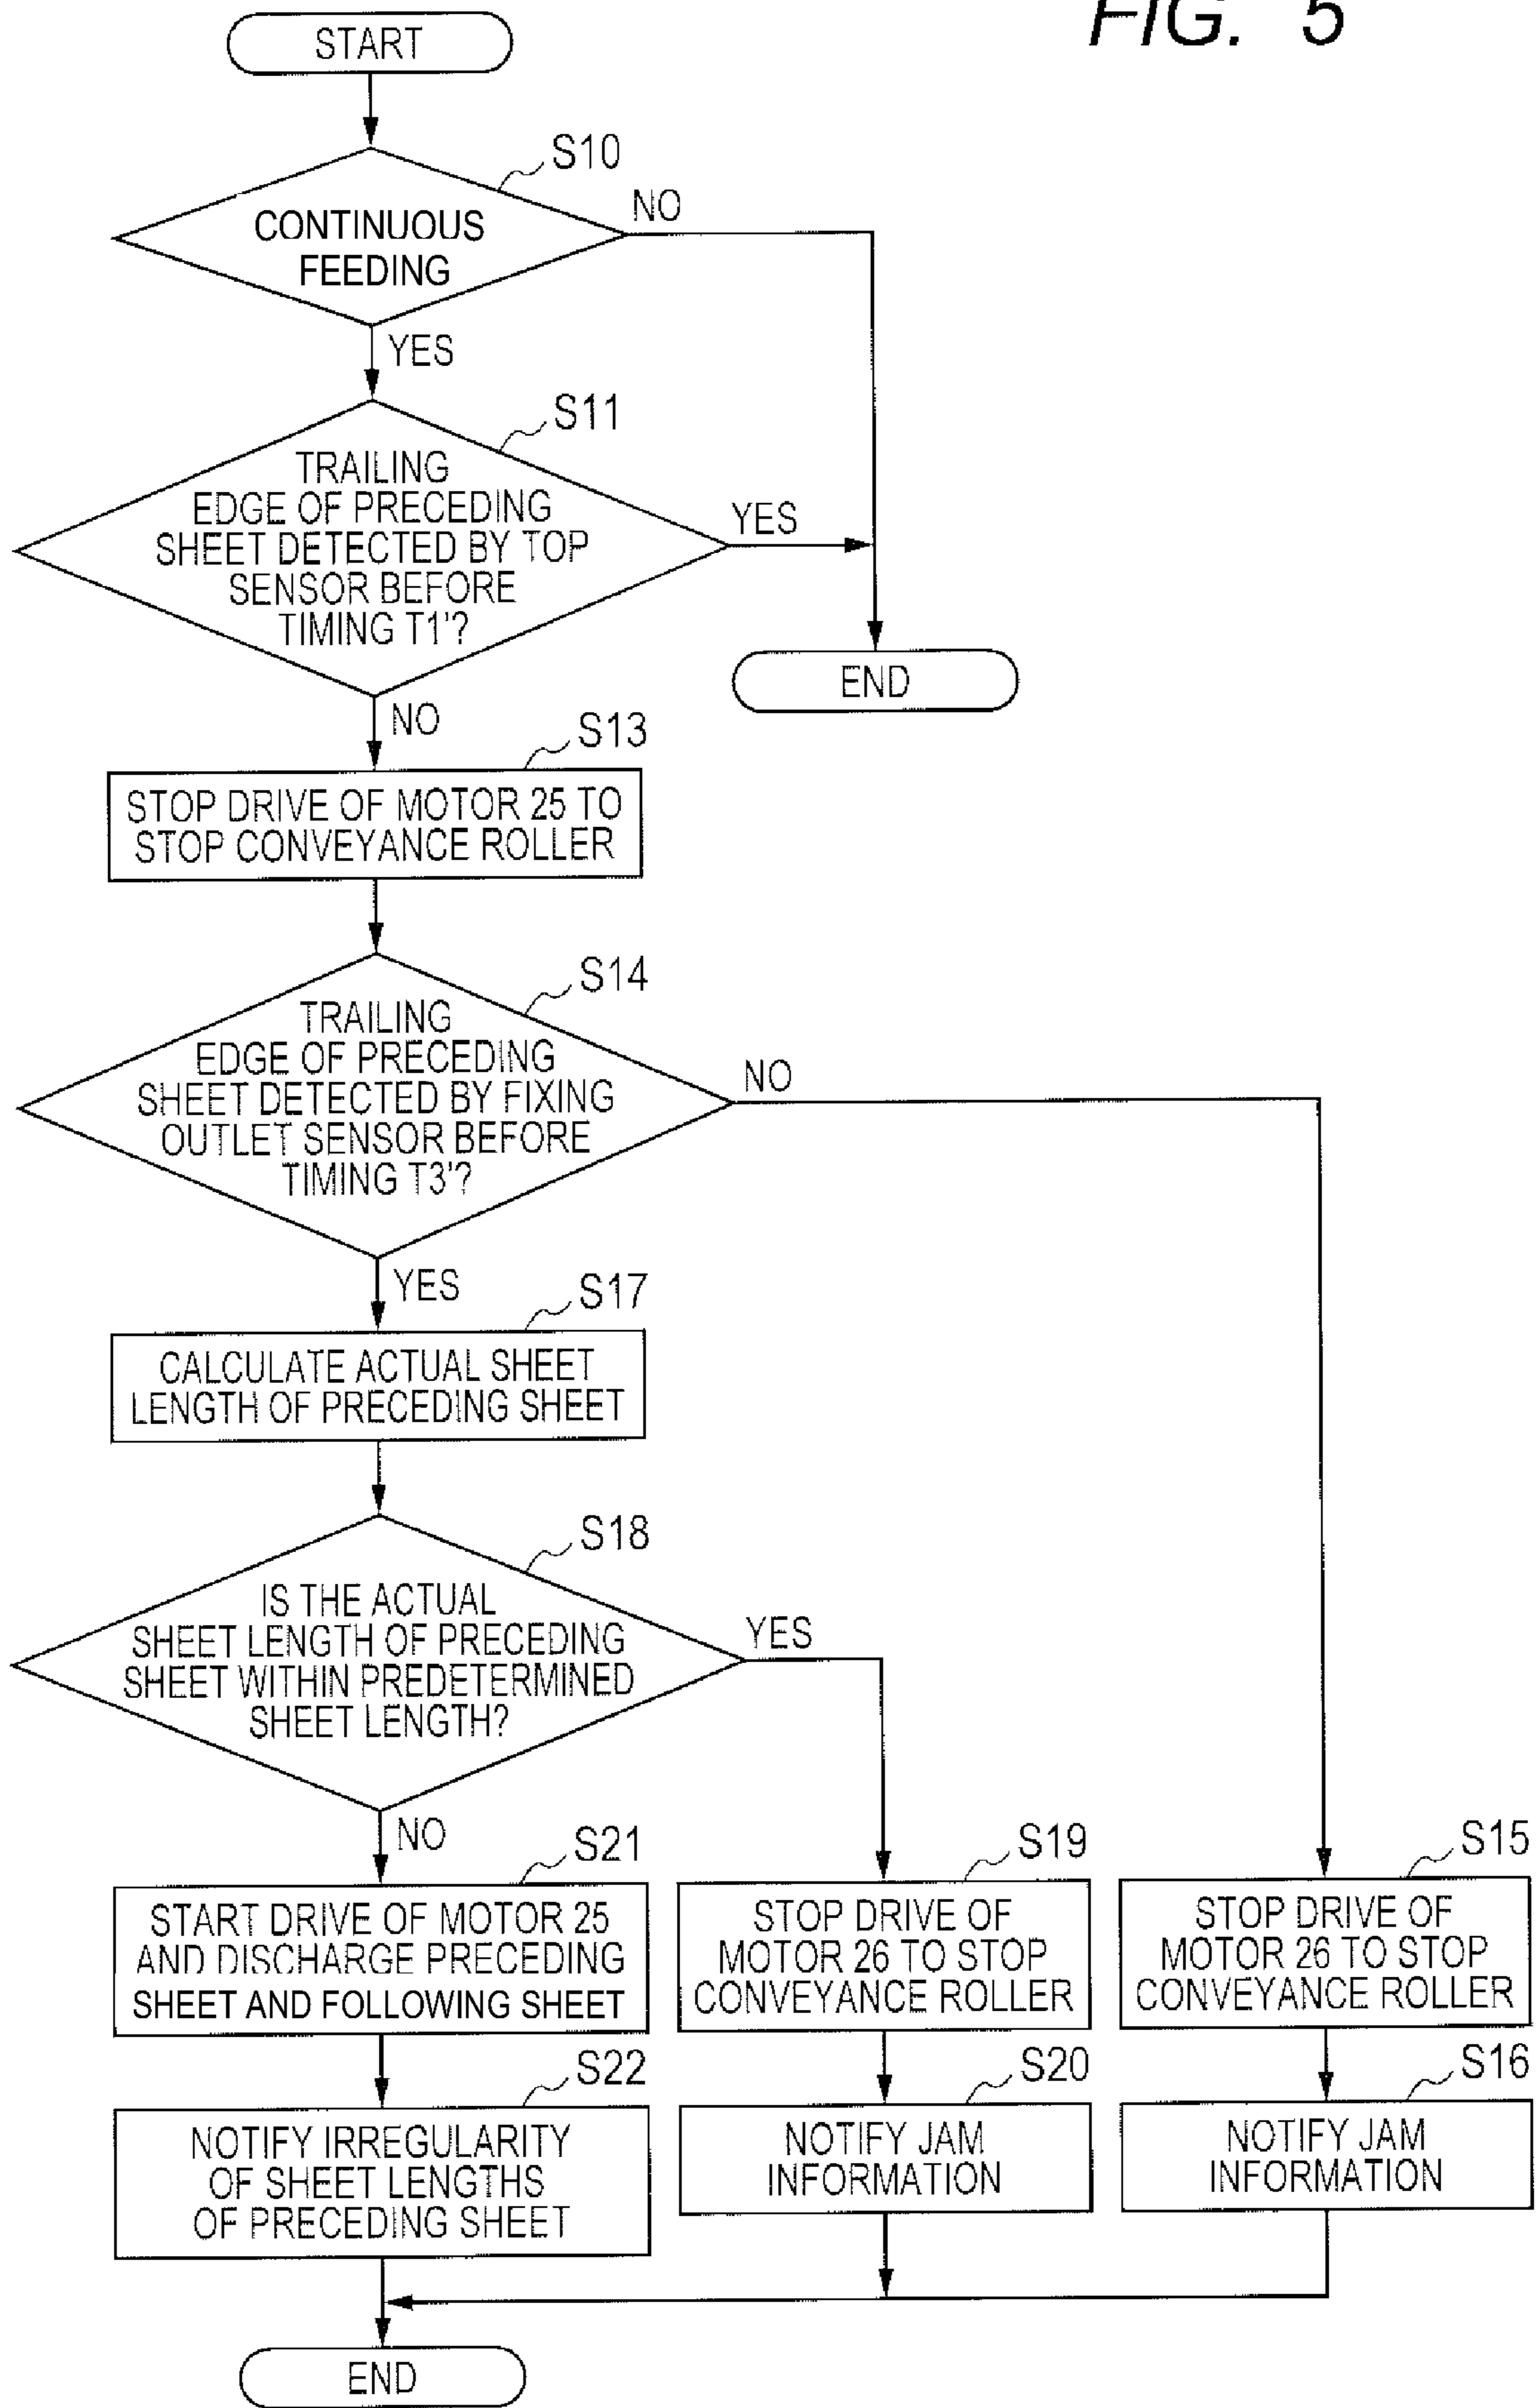 FIG. 5
START
S10
CONTINUOUS
FEEDING
NO
YES
S11
TRAILING
EDGE OF PRECEDING
SHEET DETECTED BY TOP
SENSOR BEFORE
TIMING T1'?
YES
END
NO
S13
STOP DRIVE OF MOTOR 25 TO
STOP CONVEYANCE ROLLER
S14
TRAILING
EDGE OF PRECEDING
SHEET DETECTED BY FIXING
OUTLET SENSOR BEFORE
TIMING T3'?
NO
YES
S17
CALCULATE ACTUAL SHEET
LENGTH OF PRECEDING SHEET
S18
IS THE ACTUAL
SHEET LENGTH OF PRECEDING
SHEET WITHIN PREDETERMINED
SHEET LENGTH?
YES
NO
S21
START DRIVE OF MOTOR 25
AND DISCHARGE PRECEDING
SHEET AND FOLLOWING SHEET
S19
STOP DRIVE OF
MOTOR 26 TO STOP
CONVEYANCE ROLLER
S15
STOP DRIVE OF
MOTOR 26 TO STOP
CONVEYANCE ROLLER
S22
NOTIFY IRREGULARITY
OF SHEET LENGTHS
OF PRECEDING SHEET
S20
NOTIFY JAM
INFORMATION
S16
NOTIFY JAM
INFORMATION
END